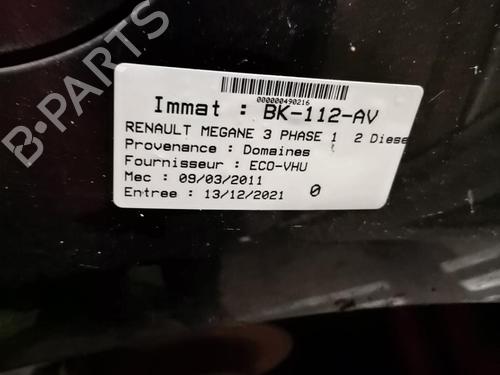 000000490216
Immat : BK-112-AV
RENAULT MEGANE 3 PHASE 1 2 Diese
Provenance : Domaines
Fournisseur : ECO-VHU
Mec : 09/03/2011
Entree : 13/12/2021 0
B-PARTS